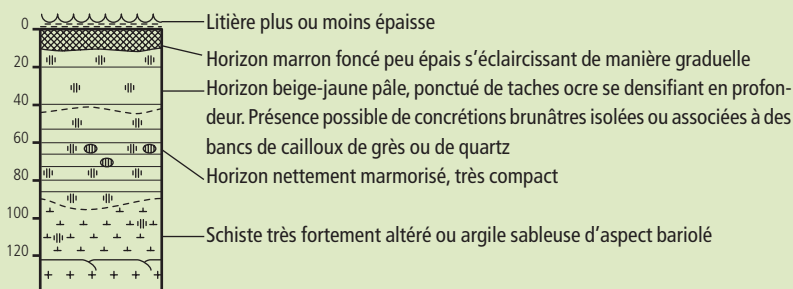 0
Litière plus ou moins épaisse
Horizon marron foncé peu épais s’éclaircissant de manière graduelle
20
Horizon beige-jaune pâle, ponctué de taches ocre se densifiant en profon-
40
deur. Présence possible de concrétions brunâtres isolées ou associées à des
60
bancs de cailloux de grès ou de quartz
80
Horizon nettement marmorisé, très compact
100
Schiste très fortement altéré ou argile sableuse d’aspect bariolé
120